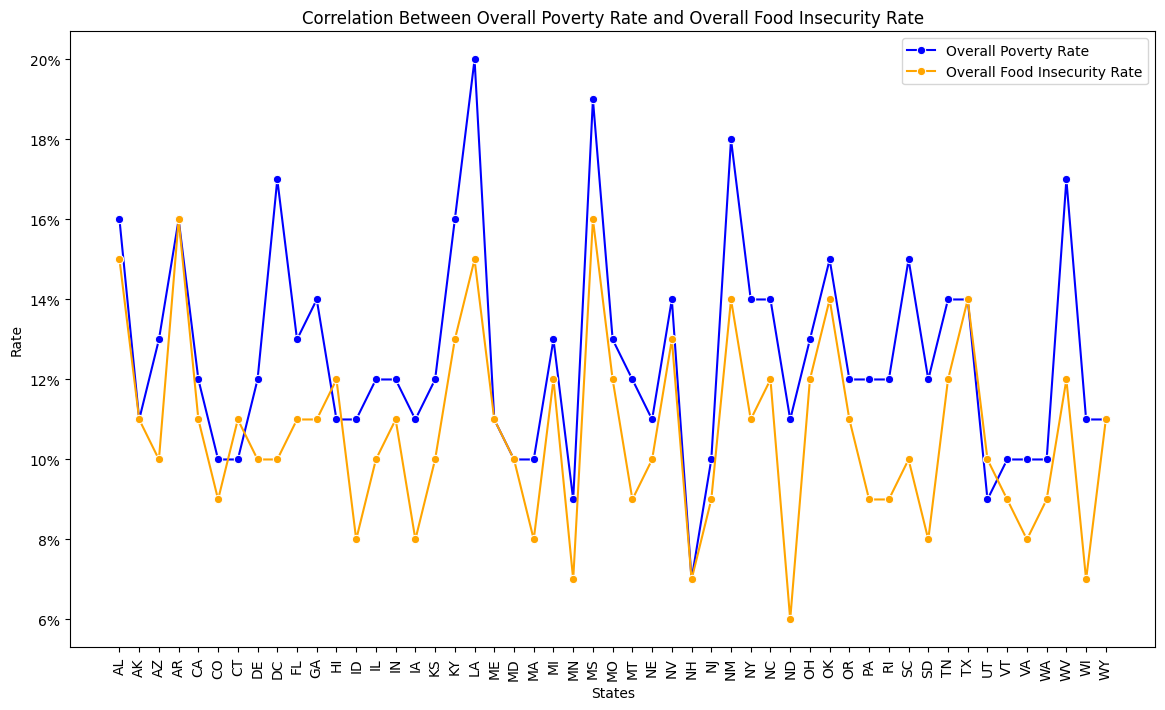 Correlation Between Overall Poverty Rate and Overall Food Insecurity Rate
Overall Poverty Rate
Overall Food Insecurity Rate
20%
18%
16%
14%
12%
10%
8%
6%
Rate
AL AK AZ AR CA CO CT DE DC FL GA HI ID IL IN IA KS KY LA ME MD MA MI MN MS MO MT NE NV NH NJ NM NY NC ND OH OK OR PA RI SC SD TN TX UT VT VA WA WV WI WY
States